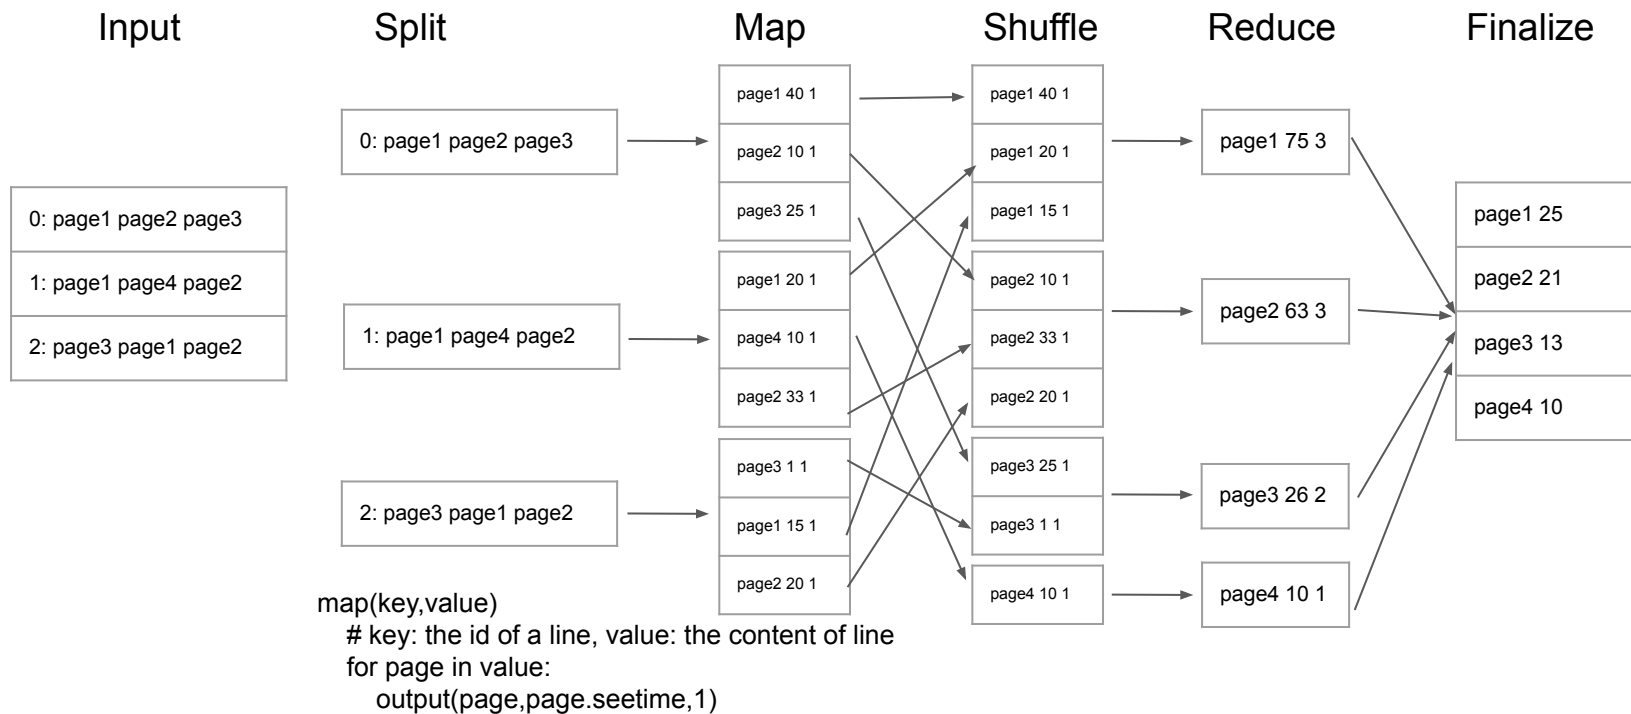 Input
Split
Map
Shuffle
Reduce
Finalize
0: page1 page2 page3
1: page1 page4 page2
2: page3 page1 page2
0: page1 page2 page3
1: page1 page4 page2
2: page3 page1 page2
page1 40 1
page2 10 1
page3 25 1
page1 20 1
page4 10 1
page2 33 1
page3 1 1
page1 15 1
page2 20 1
page1 40 1
page1 20 1
page1 15 1
page2 10 1
page2 33 1
page2 20 1
page3 25 1
page3 1 1
page4 10 1
page1 75 3
page2 63 3
page3 26 2
page4 10 1
page1 25
page2 21
page3 13
page4 10
map(key,value)
# key: the id of a line, value: the content of line
for page in value:
output(page,page.seetime,1)